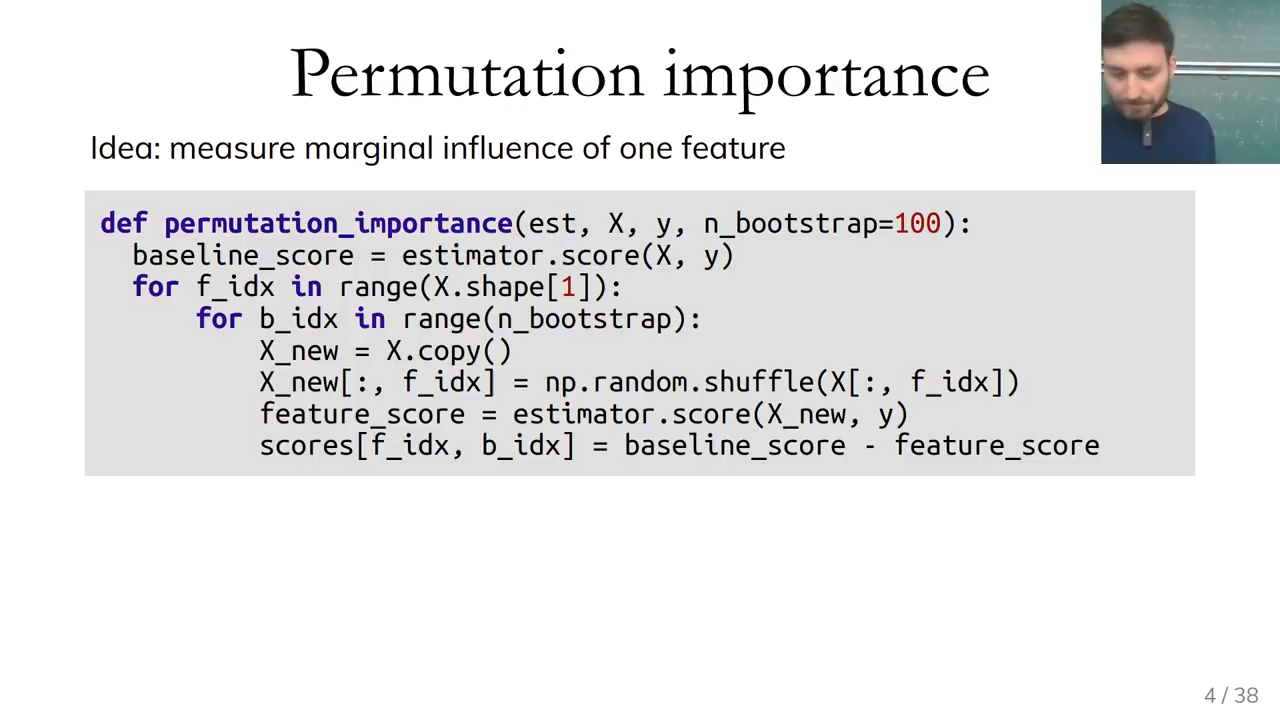 Permutation importance
Idea: measure marginal influence of one feature
def permutation_importance(est, X, y, n_bootstrap=100):
  baseline_score = estimator.score(X, y)
  for f_idx in range(X.shape[1]):
      for b_idx in range(n_bootstrap):
          X_new = X.copy()
          X_new[:, f_idx] = np.random.shuffle(X[:, f_idx])
          feature_score = estimator.score(X_new, y)
          scores[f_idx, b_idx] = baseline_score - feature_score
4 / 38